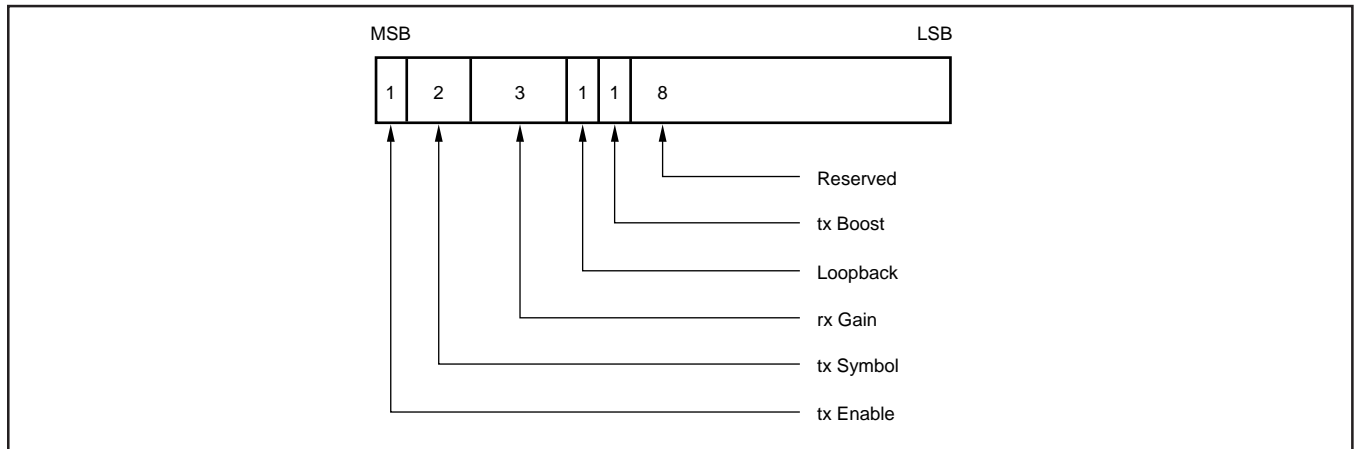 MSB LSB
1 2 3 1 1 8
Reserved
tx Boost
Loopback
rx Gain
tx Symbol
tx Enable